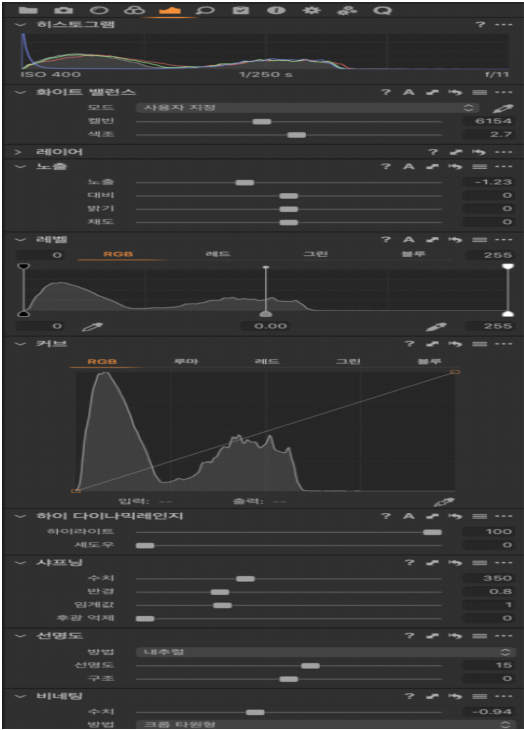 히스토그램
ISO 400 1/250 s f/11
화이트 밸런스
모드 사용자 지정
켈빈 6154
색조 2.7
레이어
노출
노출 -1.23
대비 0
밝기 0
채도 0
레벨
0 RGB 레드 그린 블루 255
0 0.00 255
커브
RGB 루마 레드 그린 블루
입력: -- 출력: --
하이 다이나믹레인지
하이라이트 100
섀도우 0
샤프닝
수치 350
반경 0.8
임계값 1
후광 억제 0
선명도
방법 내추럴
선명도 15
구조 0
비네팅
수치 -0.94
방법 크롭 타원형